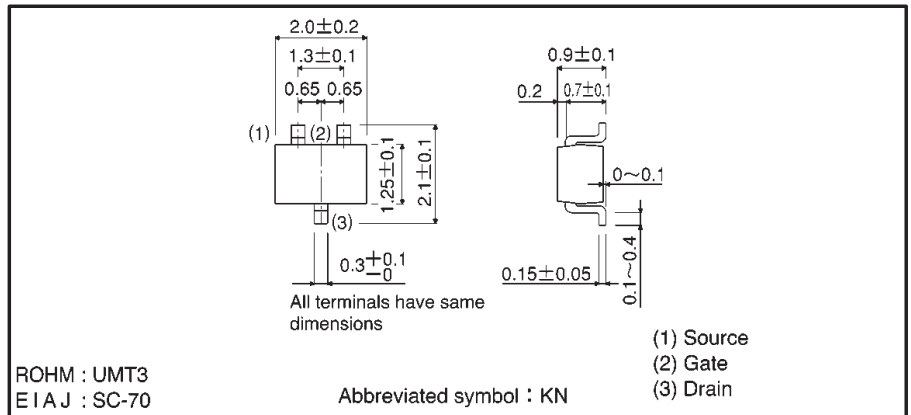 2.0±0.2
1.3±0.1
0.65 0.65
(1) (2)
(3)
1.25±0.1
2.1±0.1
0.3+0.1
−0
All terminals have same
dimensions
0.9±0.1
0.2 0.7±0.1
0~0.1
0.15±0.05
0.1~0.4
(1) Source
(2) Gate
(3) Drain
ROHM : UMT3
EIAJ : SC-70
Abbreviated symbol : KN